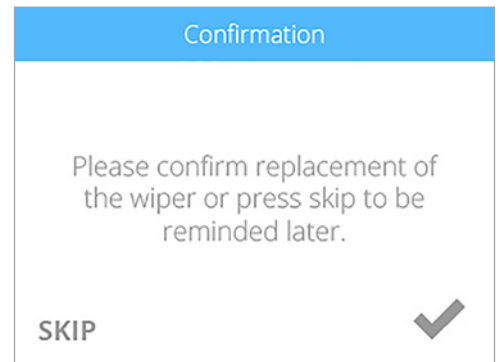 Confirmation
Please confirm replacement of
the wiper or press skip to be
reminded later.
SKIP